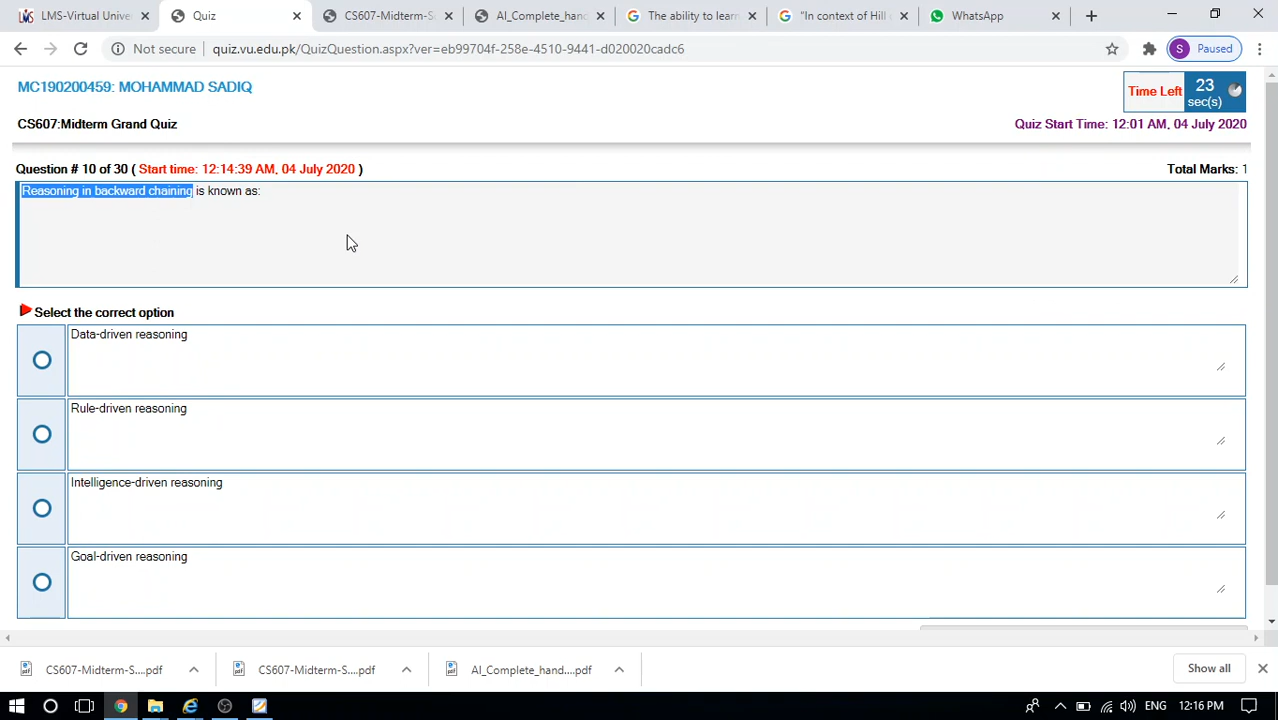 LMS-Virtual Unive
Quiz
CS607-Midterm-S
AI_Complete_hand
The ability to learn
"In context of Hill c
WhatsApp
Not secure
quiz.vu.edu.pk/QuizQuestion.aspx?ver=eb99704f-258e-4510-9441-d020020cadc6
S
Paused
MC190200459: MOHAMMAD SADIQ
Time Left
23
sec(s)
CS607:Midterm Grand Quiz
Quiz Start Time: 12:01 AM, 04 July 2020
Question # 10 of 30 ( Start time: 12:14:39 AM, 04 July 2020 )
Total Marks: 1
Reasoning in backward chaining is known as:
Select the correct option
Data-driven reasoning
Rule-driven reasoning
Intelligence-driven reasoning
Goal-driven reasoning
CS607-Midterm-S....pdf
CS607-Midterm-S....pdf
AI_Complete_hand....pdf
Show all
ENG
12:16 PM